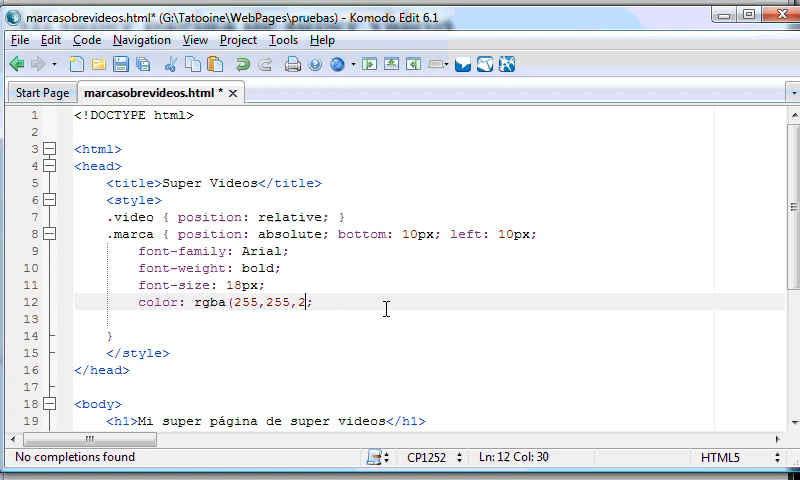 marcasobrevideos.html* (G:\Tatooine\WebPages\pruebas) - Komodo Edit 6.1
File Edit Code Navigation View Project Tools Help
Start Page marcasobrevideos.html *
1 <!DOCTYPE html>
2
3 <html>
4 <head>
5 <title>Super Videos</title>
6 <style>
7 .video { position: relative; }
8 .marca { position: absolute; bottom: 10px; left: 10px;
9 font-family: Arial;
10 font-weight: bold;
11 font-size: 18px;
12 color: rgba(255,255,2;
13
14 }
15 </style>
16 </head>
17
18 <body>
19 <h1>Mi super página de super videos</h1>
No completions found CP1252 Ln: 12 Col: 30 HTML5